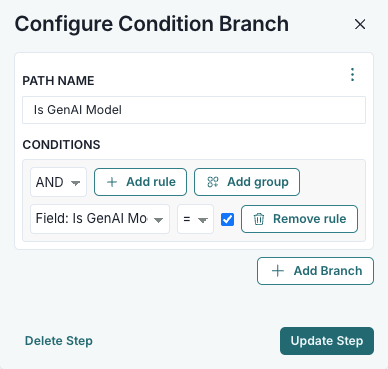 Configure Condition Branch
PATH NAME
Is GenAI Model
CONDITIONS
AND
Add rule
Add group
Field: Is GenAI Mo
=
Remove rule
Add Branch
Delete Step
Update Step